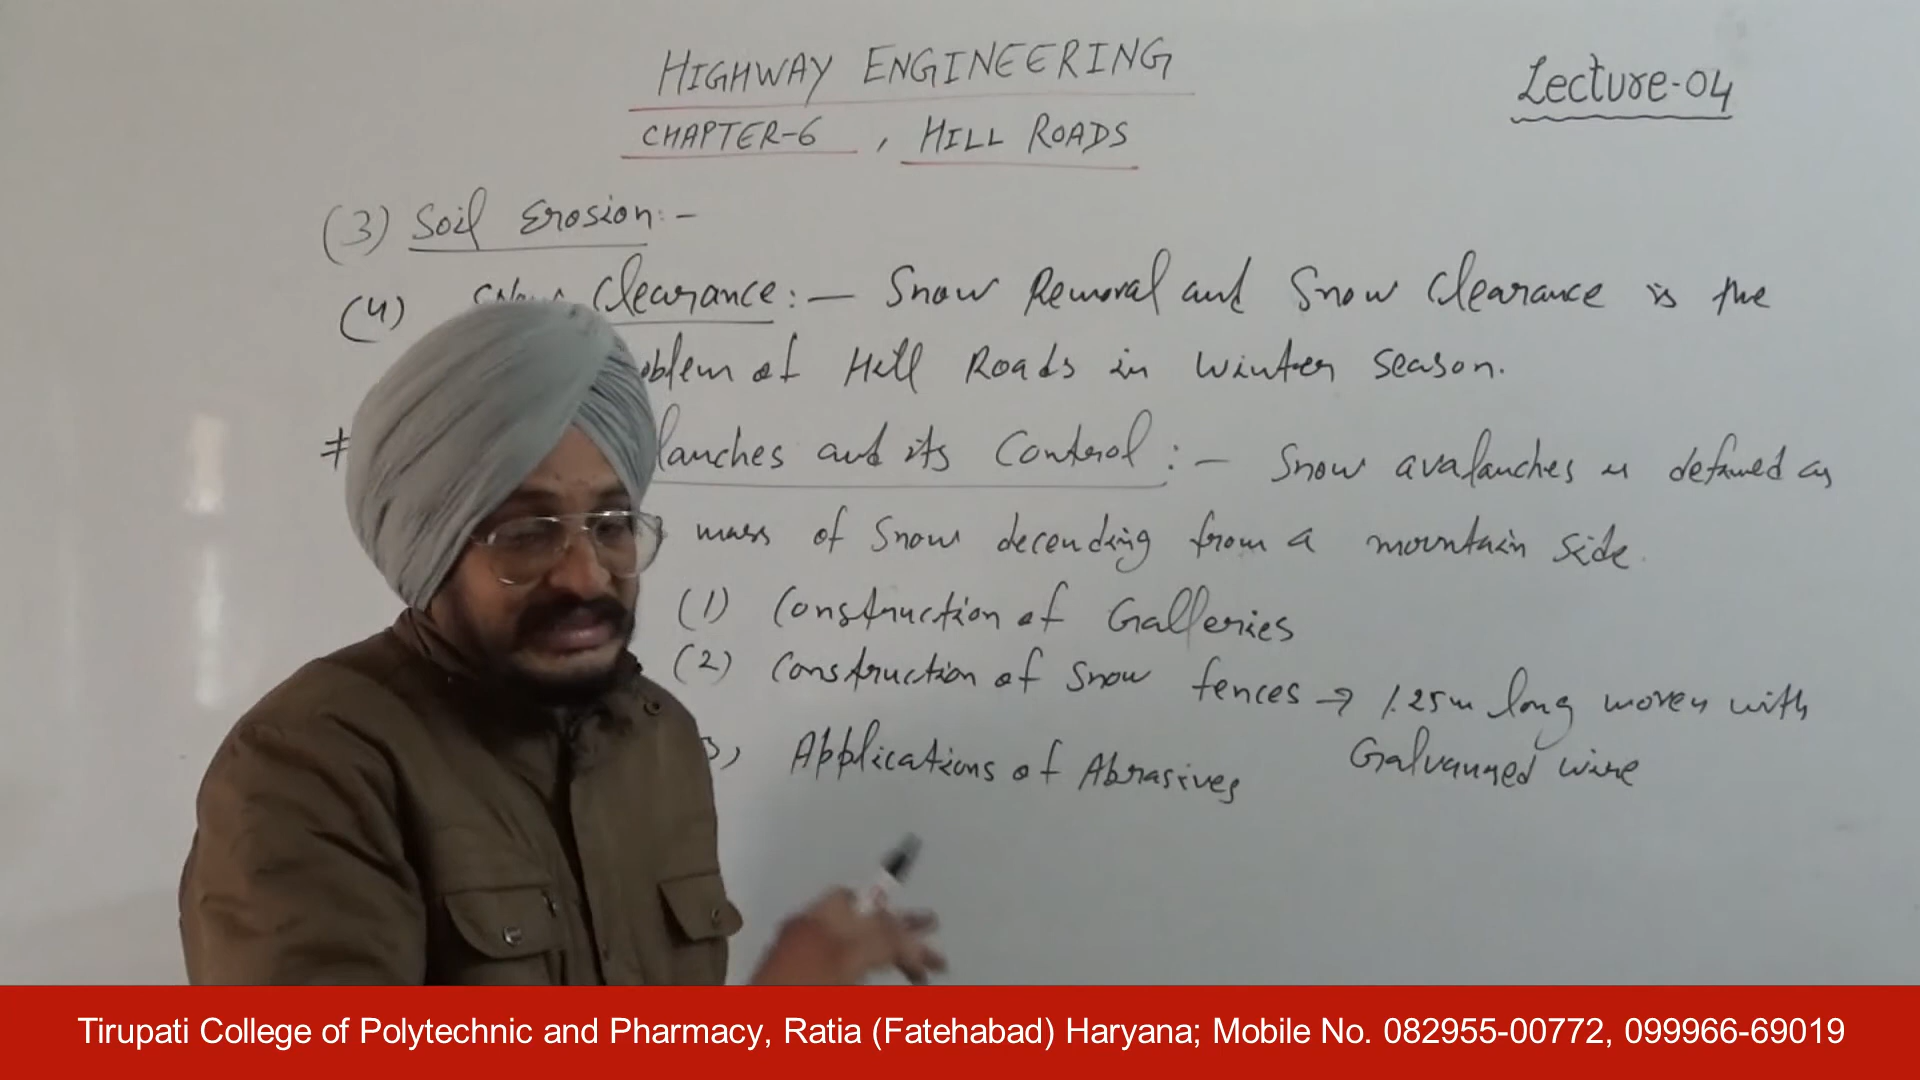 HIGHWAY ENGINEERING
Lecture-04
CHAPTER-6 , HILL ROADS
(3) Soil Erosion:-
(4) Snow Clearance:- Snow Removal and Snow Clearance is the
oblem of Hill Roads in Winter Season.
lanches and its Control:- Snow avalanches is defined as
mass of Snow decending from a mountain side.
(1) Construction of Galleries
(2) Construction of Snow fences → 1.25m long woven with
Galvanized wire
3) Applications of Abrasives
Tirupati College of Polytechnic and Pharmacy, Ratia (Fatehabad) Haryana; Mobile No. 082955-00772, 099966-69019